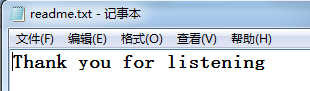 readme.txt - 记事本
文件(F) 编辑(E) 格式(O) 查看(V) 帮助(H)
Thank you for listening